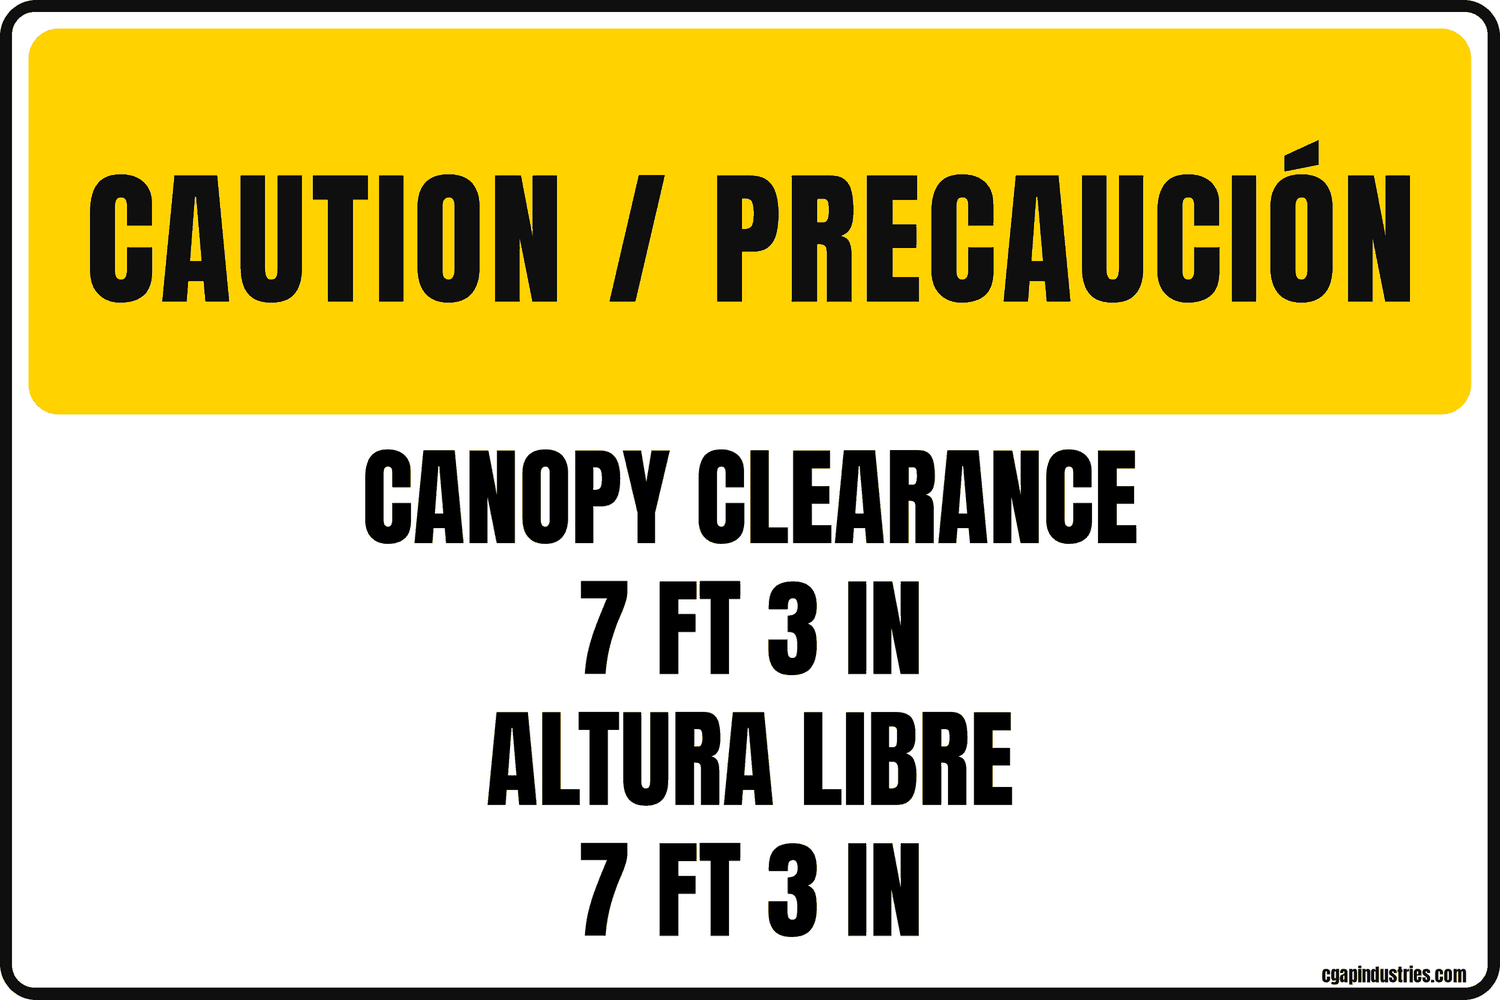 CAUTION / PRECAUCIÓN
CANOPY CLEARANCE
7 FT 3 IN
ALTURA LIBRE
7 FT 3 IN
cgapindustries.com